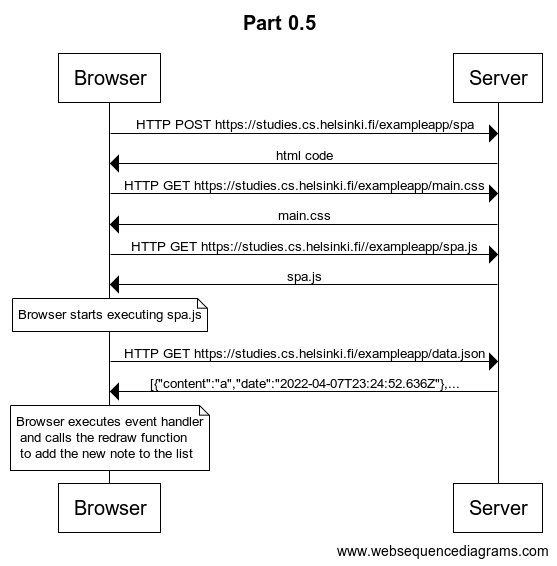 Part 0.5
Browser
Server
HTTP POST https://studies.cs.helsinki.fi/exampleapp/spa
html code
HTTP GET https://studies.cs.helsinki.fi/exampleapp/main.css
main.css
HTTP GET https://studies.cs.helsinki.fi//exampleapp/spa.js
spa.js
Browser starts executing spa.js
HTTP GET https://studies.cs.helsinki.fi/exampleapp/data.json
[{"content":"a","date":"2022-04-07T23:24:52.636Z"},...
Browser executes event handler
and calls the redraw function
to add the new note to the list
Browser
Server
www.websequencediagrams.com